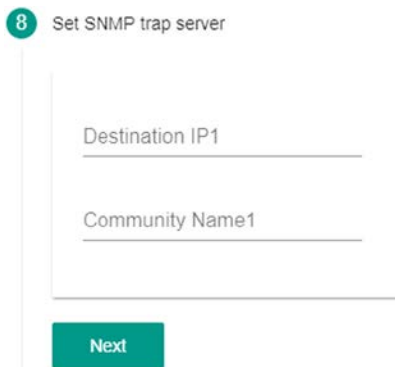 8 Set SNMP trap server
Destination IP1
Community Name1
Next